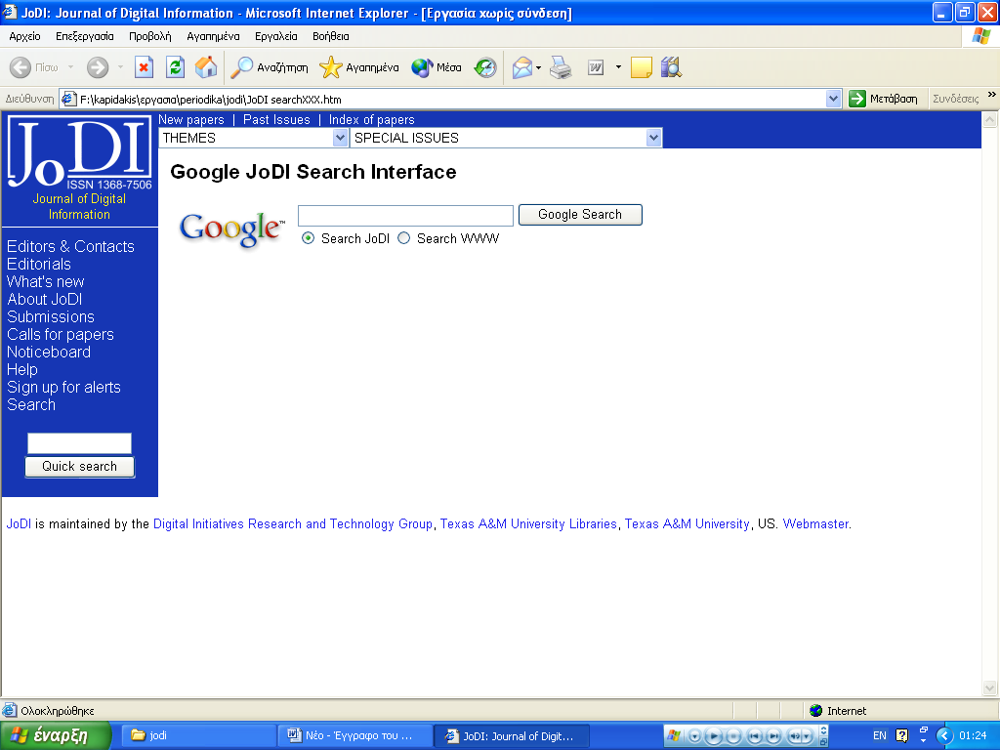 JoDI: Journal of Digital Information - Microsoft Internet Explorer - [Εργασία χωρίς σύνδεση]
Αρχείο Επεξεργασία Προβολή Αγαπημένα Εργαλεία Βοήθεια
Πίσω Αναζήτηση Αγαπημένα Μέσα
Διεύθυνση F:\kapidakis\εργασια\periodika\jodi\JoDI searchXXX.htm Μετάβαση Συνδέσεις »
JoDI
ISSN 1368-7506
Journal of Digital
Information
New papers | Past Issues | Index of papers
THEMES SPECIAL ISSUES
Google JoDI Search Interface
Google™ Google Search
Search JoDI Search WWW
Editors & Contacts
Editorials
What's new
About JoDI
Submissions
Calls for papers
Noticeboard
Help
Sign up for alerts
Search
Quick search
JoDI is maintained by the Digital Initiatives Research and Technology Group, Texas A&M University Libraries, Texas A&M University, US. Webmaster.
Ολοκληρώθηκε Internet
έναρξη jodi Νέο - Έγγραφο του ... JoDI: Journal of Digit... EN 01:24